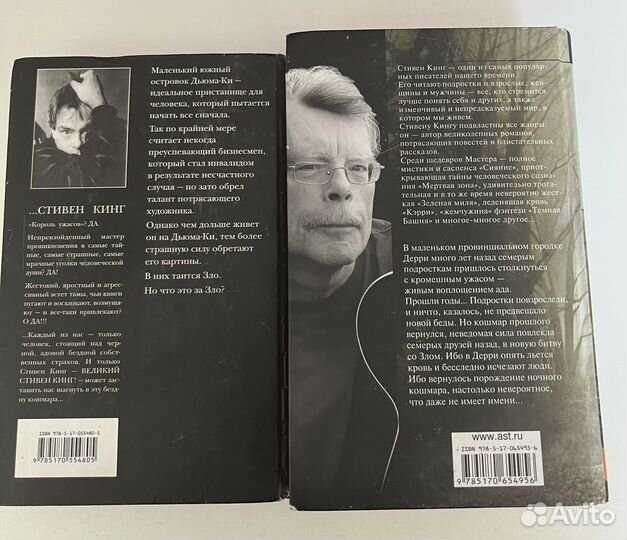 Маленький южный
островок Дьюма-Ки —
идеальное пристанище для
человека, который пытается
начать все сначала.
Так по крайней мере
считает некогда
преуспевающий бизнесмен,
который стал инвалидом
в результате несчастного
случая — но зато обрел
талант потрясающего
художника.
Однако чем дольше живет
он на Дьюма-Ки, тем более
страшную силу обретают
его картины.
В них таится Зло.
Но что это за Зло?
...СТИВЕН КИНГ
«Король ужасов»? ДА.
Непревзойденный мастер
проникновения в самые тай-
ные, самые страшные, самые
мрачные уголки человеческой
души? ДА!
Жестокий, яростный и агрес-
сивный эстет тьмы, чьи книги
пугают и восхищают, возмуща-
ют — и все-таки привлекают?
О ДА!!!
...Каждый из нас — только
человек, стоящий над чер-
ной, адовой бездной собст-
венных страхов. И только
Стивен Кинг — ВЕЛИКИЙ
СТИВЕН КИНГ! — может зас-
тавить нас шагнуть в эту безд-
ну кошмара...
ISBN 978-5-17-055480-5
9 785170 554805
Стивен Кинг — один из самых популяр-
ных писателей нашего времени.
Его читают подростки и взрослые, жен-
щины и мужчины — все, кто стремится
лучше понять себя и других, а также
изменчивый и непредсказуемый мир, в
котором мы живем.
Стивену Кингу подвластны все жанры:
он — автор великолепных романов,
потрясающих повестей и блистательных
рассказов.
Среди шедевров Мастера — полное
мистики и саспенса «Сияние», приот-
крывающая тайны человеческого созна-
ния «Мертвая зона», удивительно трога-
тельная и в то же время невероятно жест-
кая «Зеленая миля», леденящая кровь
«Кэрри», «жемчужина» фэнтези «Темная
Башня» и многое-многое другое..
В маленьком провинциальном городке
Дерри много лет назад семерым
подросткам пришлось столкнуться
с кромешным ужасом —
живым воплощением ада.
Прошли годы... Подростки повзрослели,
и ничто, казалось, не предвещало
новой беды. Но кошмар прошлого
вернулся, неведомая сила повлекла
семерых друзей назад, в новую битву
со Злом. Ибо в Дерри опять льется
кровь и бесследно исчезают люди.
Ибо вернулось порождение ночного
кошмара, настолько невероятное,
что даже не имеет имени...
www.ast.ru
ISBN 978-5-17-065495-6
9 785170 654956
Avito